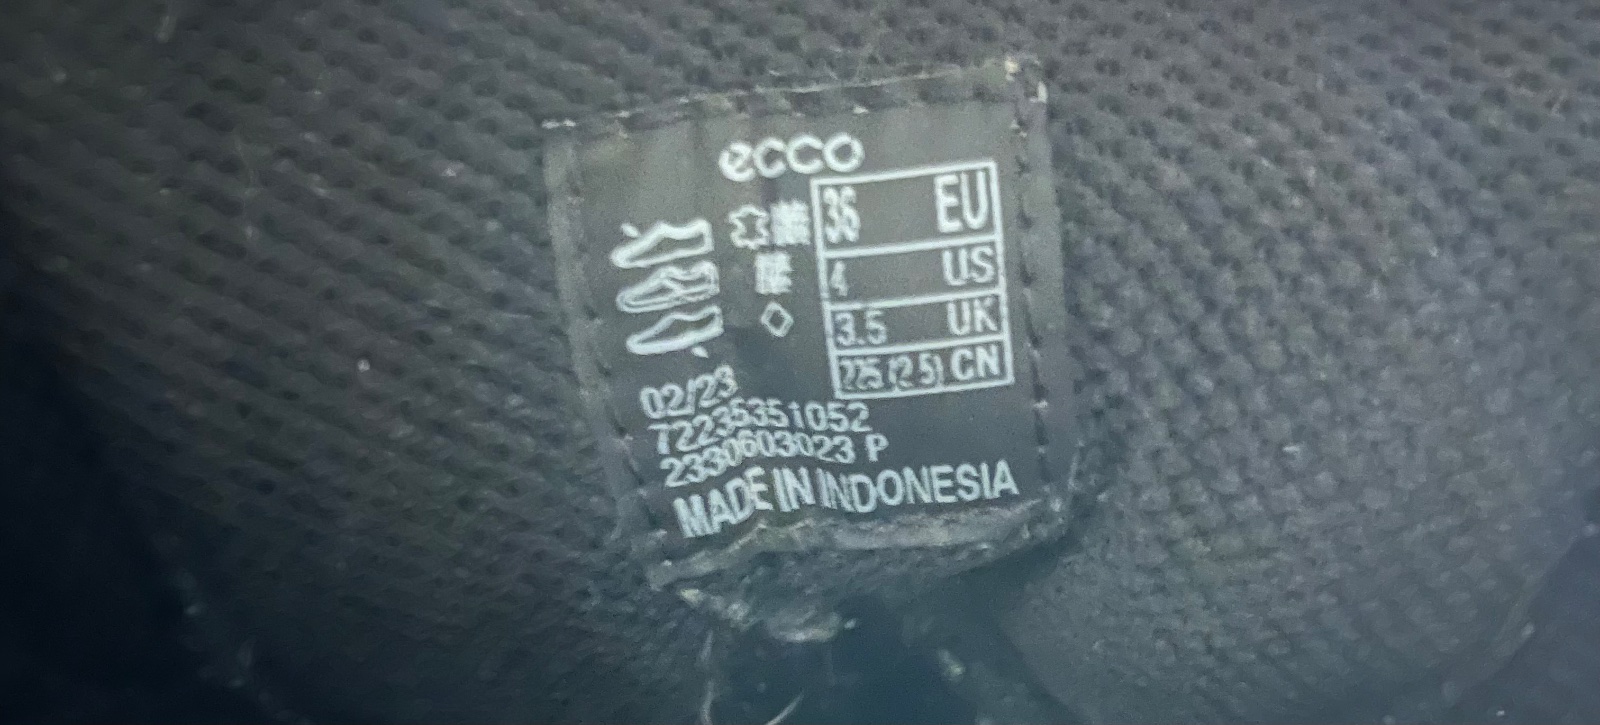 ecco
36 EU
4 US
3.5 UK
225 (2.5) CN
02/23
72235351052
2330603023 P
MADE IN INDONESIA